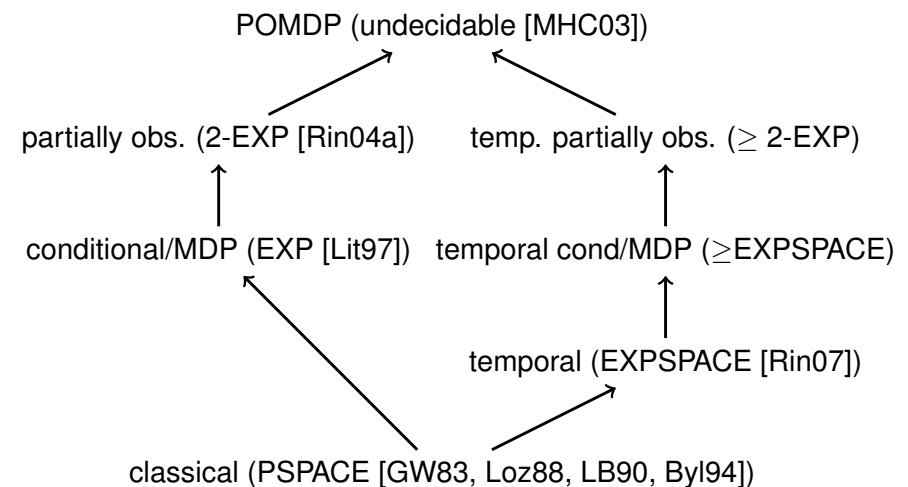 POMDP (undecidable [MHC03])
partially obs. (2-EXP [Rin04a])
temp. partially obs. (≥ 2-EXP)
conditional/MDP (EXP [Lit97])
temporal cond/MDP (≥EXPSPACE)
temporal (EXPSPACE [Rin07])
classical (PSPACE [GW83, Loz88, LB90, Byl94])